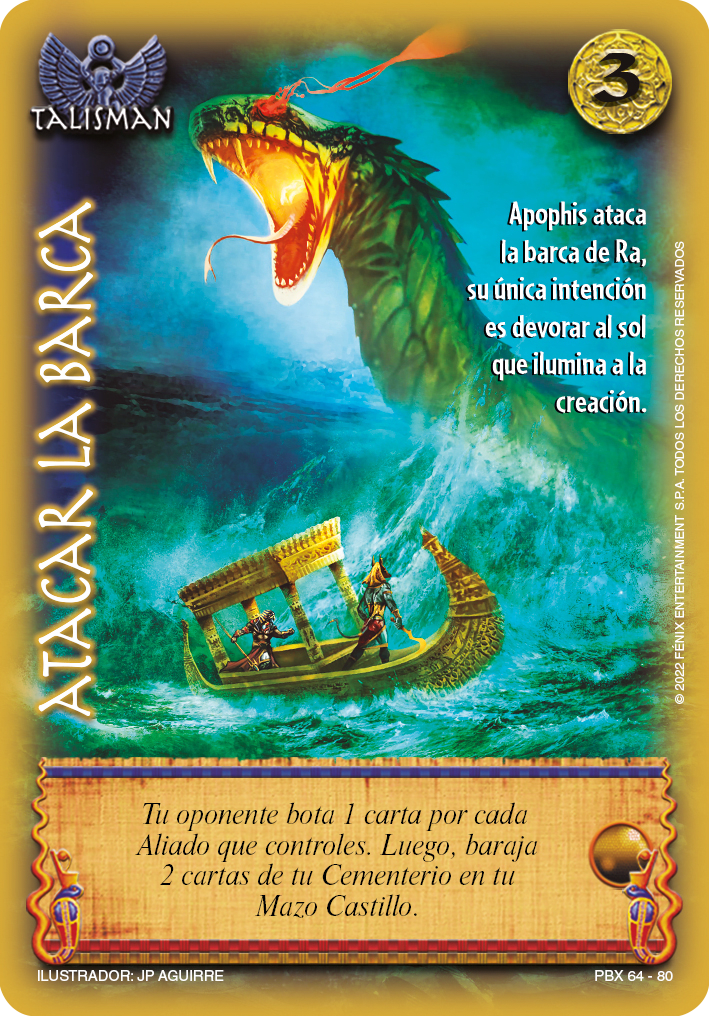 TALISMAN
3
ATACAR LA BARCA
Apophis ataca
la barca de Ra,
su única intención
es devorar al sol
que ilumina a la
creación.
© 2022 FÉNIX ENTERTAINMENT S.P.A. TODOS LOS DERECHOS RESERVADOS
Tu oponente bota 1 carta por cada
Aliado que controles. Luego, baraja
2 cartas de tu Cementerio en tu
Mazo Castillo.
ILUSTRADOR: JP AGUIRRE
PBX 64 - 80